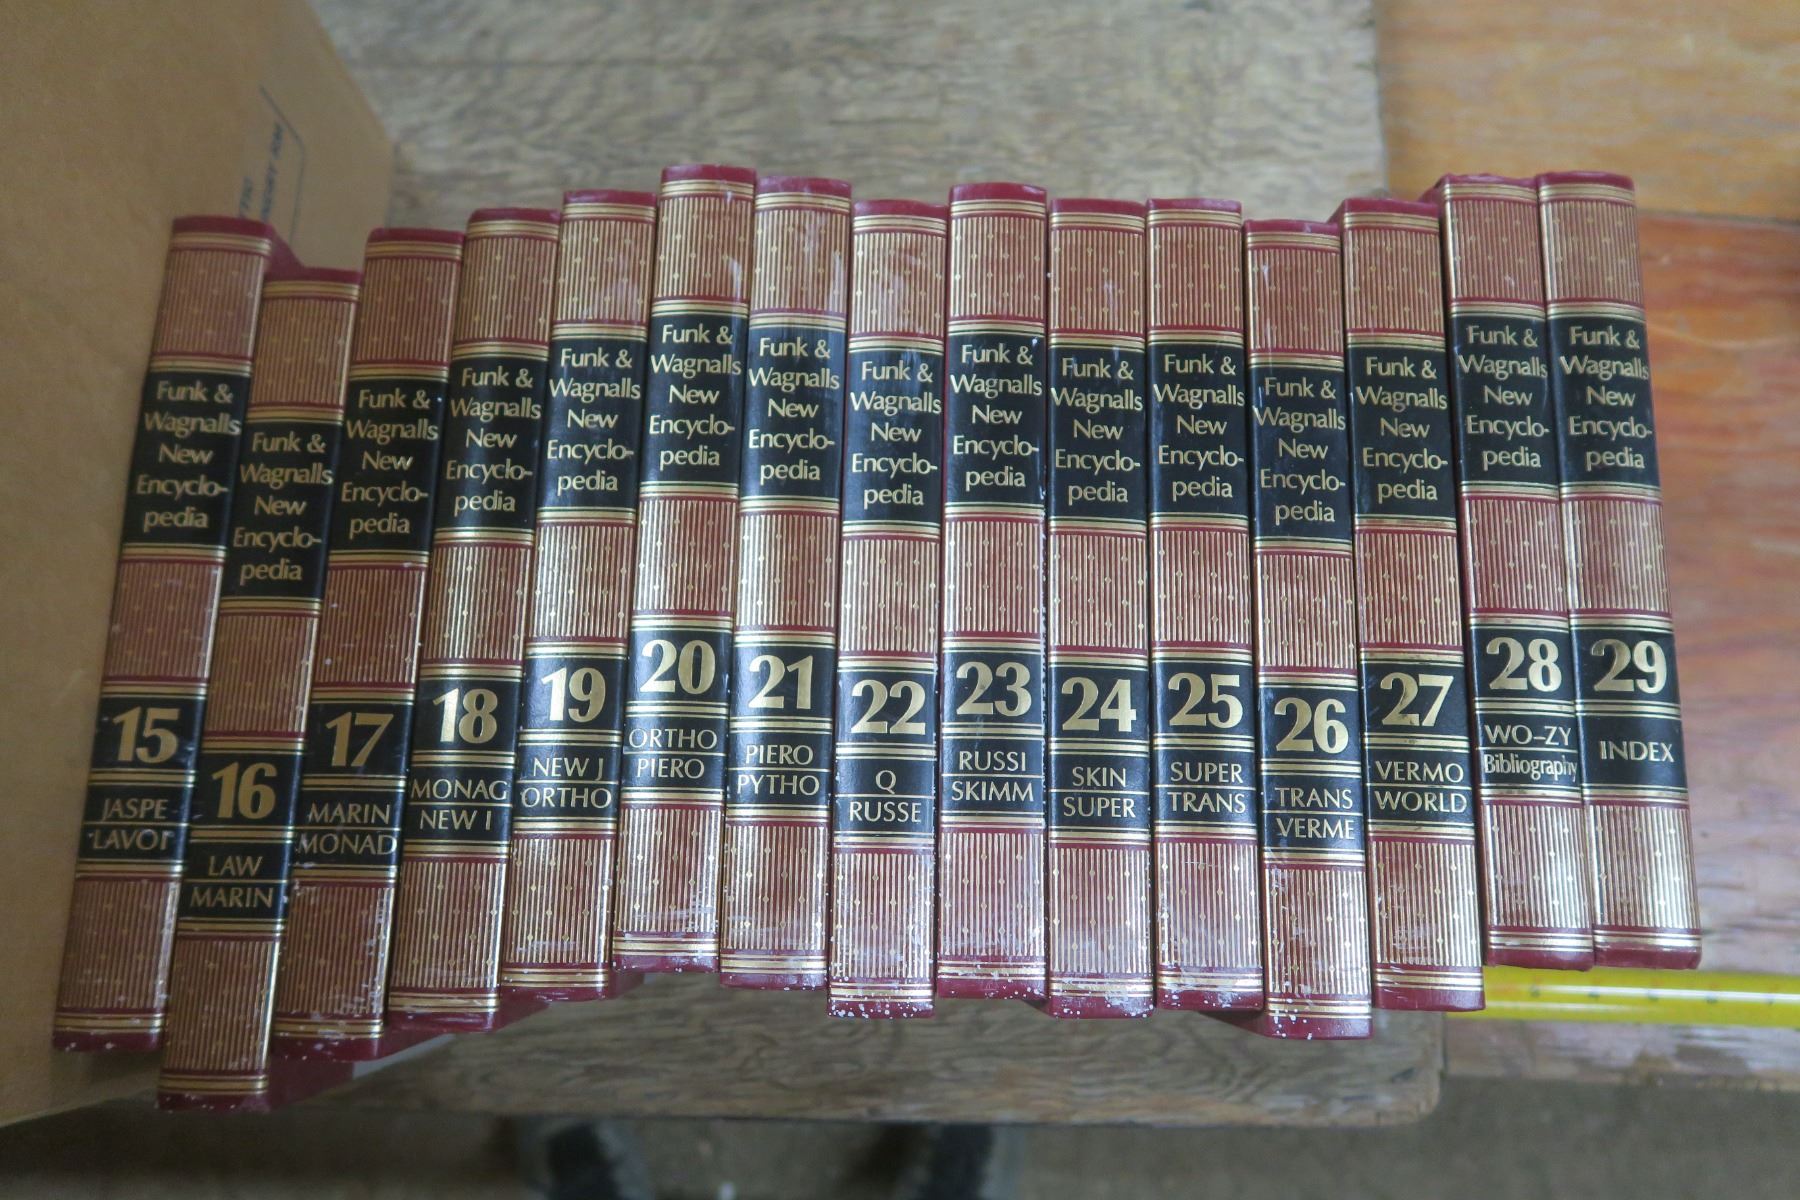 Funk &
Wagnalls
New
Encyclo-
pedia
15
JASPE
LAVOI
Funk &
Wagnalls
New
Encyclo-
pedia
16
LAW
MARIN
Funk &
Wagnalls
New
Encyclo-
pedia
17
MARIN
MONAD
Funk &
Wagnalls
New
Encyclo-
pedia
18
MONAG
NEW I
Funk &
Wagnalls
New
Encyclo-
pedia
19
NEW J
ORTHO
Funk &
Wagnalls
New
Encyclo-
pedia
20
ORTHO
PIERO
Funk &
Wagnalls
New
Encyclo-
pedia
21
PIERO
PYTHO
Funk &
Wagnalls
New
Encyclo-
pedia
22
Q
RUSSE
Funk &
Wagnalls
New
Encyclo-
pedia
23
RUSSI
SKIMM
Funk &
Wagnalls
New
Encyclo-
pedia
24
SKIN
SUPER
Funk &
Wagnalls
New
Encyclo-
pedia
25
SUPER
TRANS
Funk &
Wagnalls
New
Encyclo-
pedia
26
TRANS
VERME
Funk &
Wagnalls
New
Encyclo-
pedia
27
VERMO
WORLD
Funk &
Wagnalls
New
Encyclo-
pedia
28
WO-ZY
Bibliography
Funk &
Wagnalls
New
Encyclo-
pedia
29
INDEX